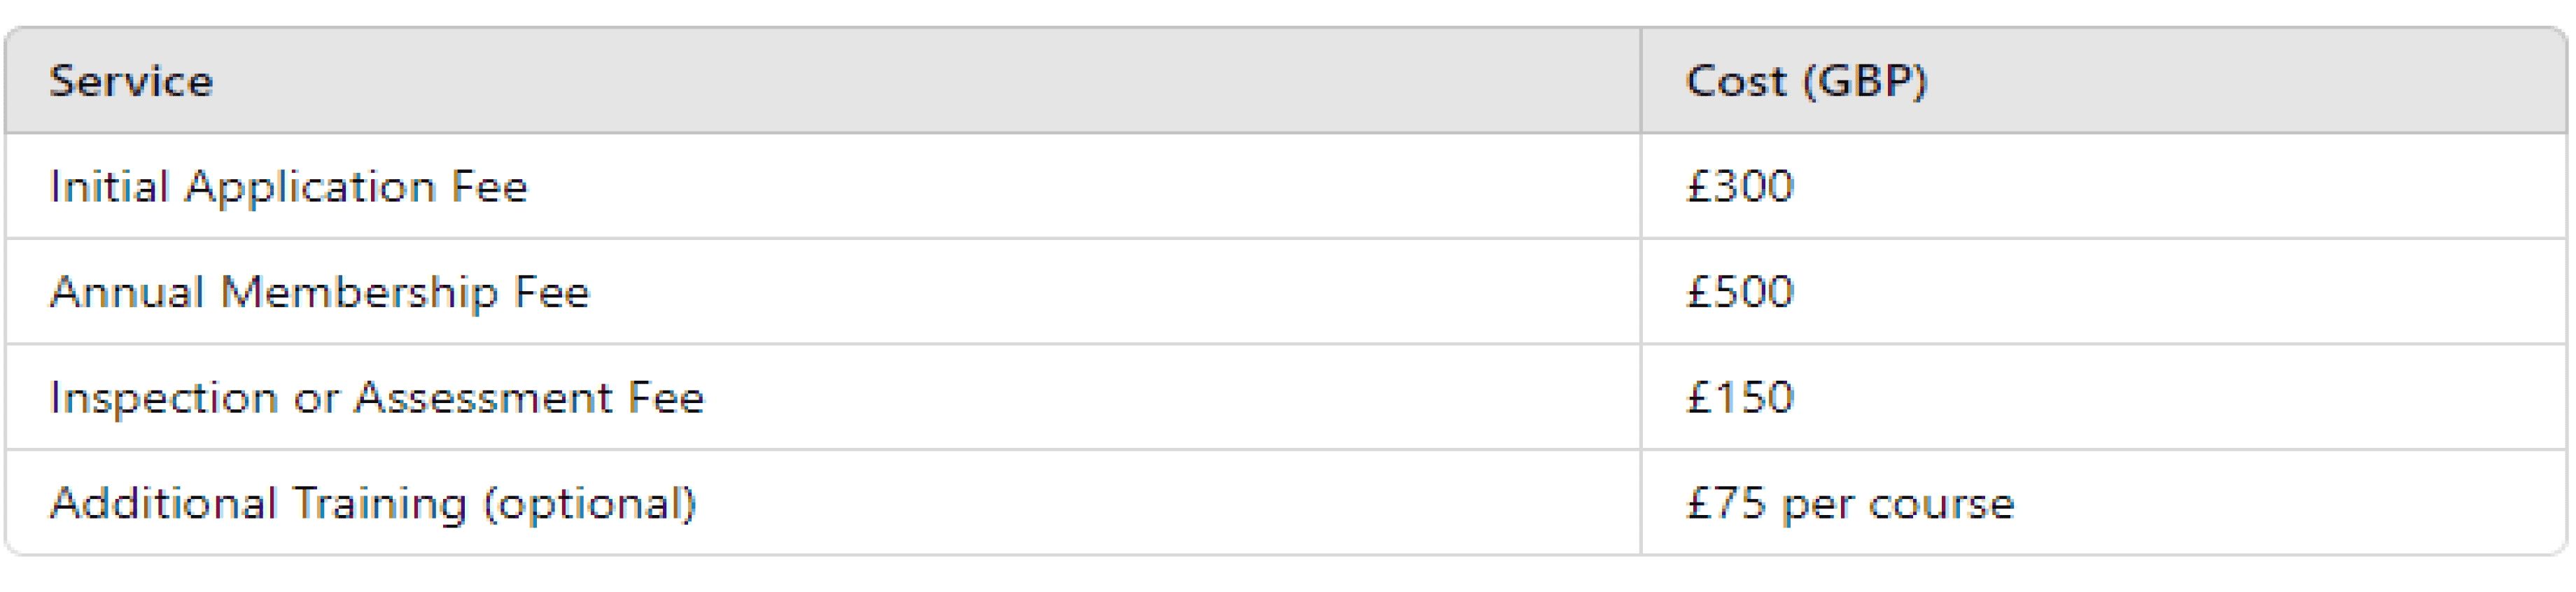 Service Cost (GBP)
Initial Application Fee £300
Annual Membership Fee £500
Inspection or Assessment Fee £150
Additional Training (optional) £75 per course